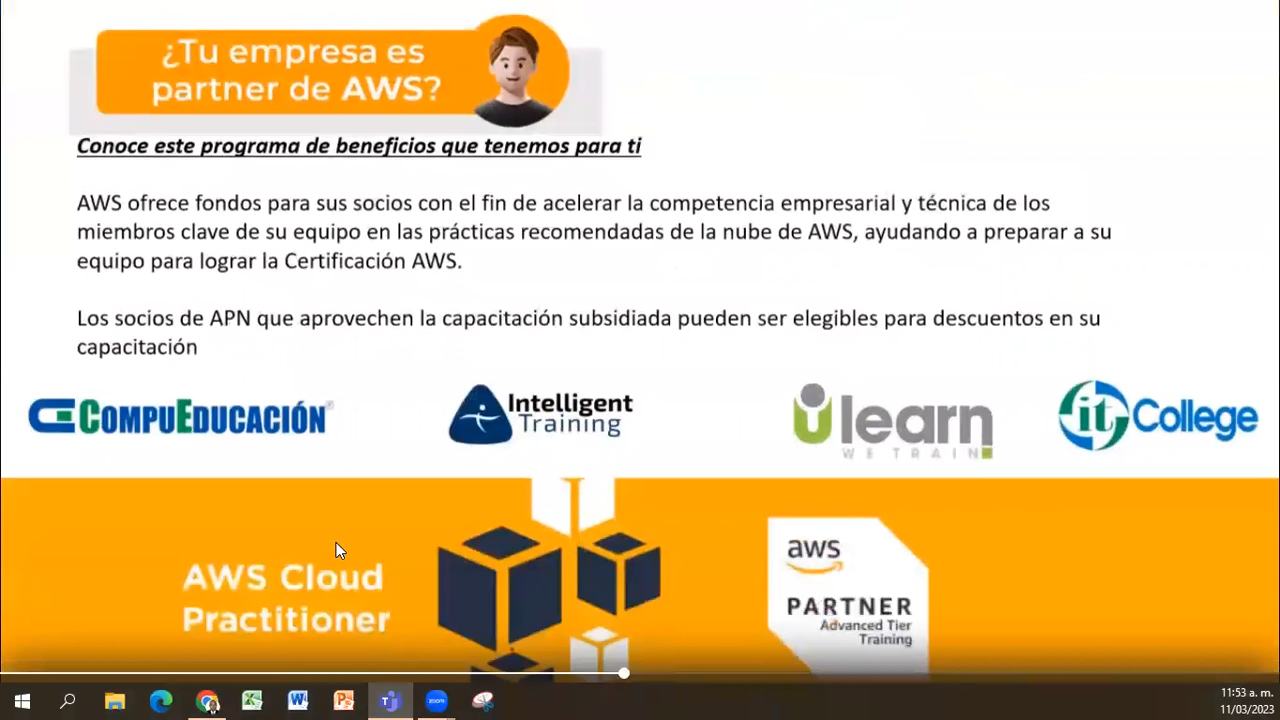 ¿Tu empresa es
partner de AWS?
Conoce este programa de beneficios que tenemos para ti
AWS ofrece fondos para sus socios con el fin de acelerar la competencia empresarial y técnica de los
miembros clave de su equipo en las prácticas recomendadas de la nube de AWS, ayudando a preparar a su
equipo para lograr la Certificación AWS.
Los socios de APN que aprovechen la capacitación subsidiada pueden ser elegibles para descuentos en su
capacitación
COMPUEDUCACIÓN
Intelligent
Training
Ulearn
WE TRAIN
it College
AWS Cloud
Practitioner
aws
PARTNER
Advanced Tier
Training
zoom
11:53 a. m.
11/03/2023